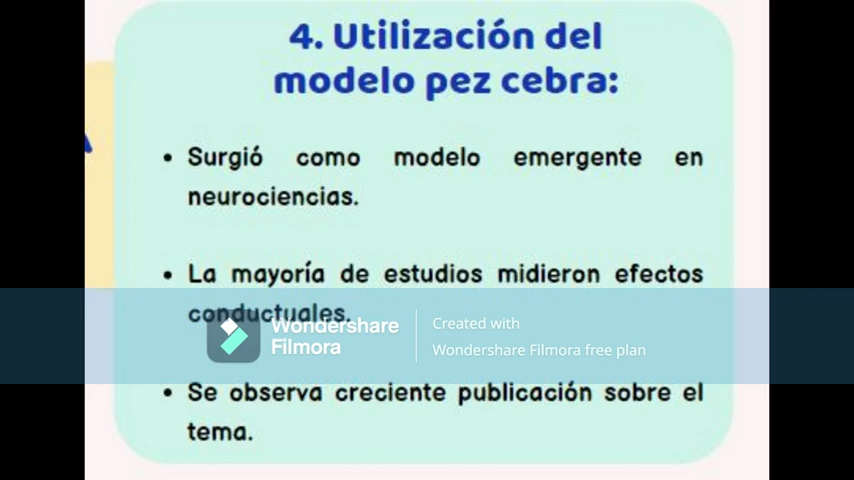 4. Utilización del
modelo pez cebra:
• Surgió como modelo emergente en
neurociencias.
• La mayoría de estudios midieron efectos
conductuales.
Wondershare
Filmora
Created with
Wondershare Filmora free plan
• Se observa creciente publicación sobre el
tema.